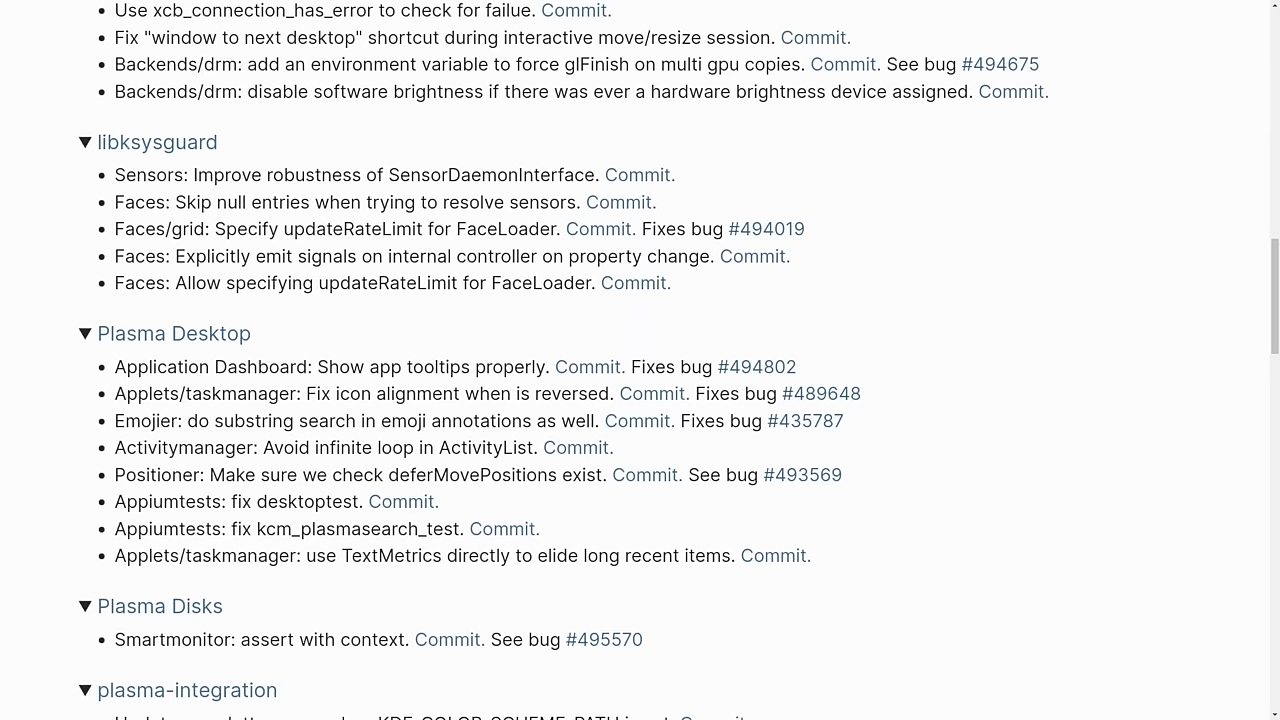 Use xcb_connection_has_error to check for failue. Commit.
Fix "window to next desktop" shortcut during interactive move/resize session. Commit.
Backends/drm: add an environment variable to force glFinish on multi gpu copies. Commit. See bug #494675
Backends/drm: disable software brightness if there was ever a hardware brightness device assigned. Commit.
libksysguard
Sensors: Improve robustness of SensorDaemonInterface. Commit.
Faces: Skip null entries when trying to resolve sensors. Commit.
Faces/grid: Specify updateRateLimit for FaceLoader. Commit. Fixes bug #494019
Faces: Explicitly emit signals on internal controller on property change. Commit.
Faces: Allow specifying updateRateLimit for FaceLoader. Commit.
Plasma Desktop
Application Dashboard: Show app tooltips properly. Commit. Fixes bug #494802
Applets/taskmanager: Fix icon alignment when is reversed. Commit. Fixes bug #489648
Emojier: do substring search in emoji annotations as well. Commit. Fixes bug #435787
Activitymanager: Avoid infinite loop in ActivityList. Commit.
Positioner: Make sure we check deferMovePositions exist. Commit. See bug #493569
Appiumtests: fix desktoptest. Commit.
Appiumtests: fix kcm_plasmasearch_test. Commit.
Applets/taskmanager: use TextMetrics directly to elide long recent items. Commit.
Plasma Disks
Smartmonitor: assert with context. Commit. See bug #495570
plasma-integration